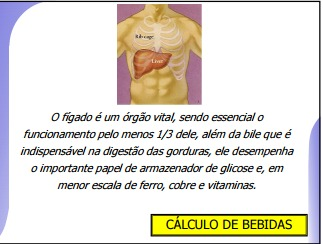 Rib cage
Liver
O fígado é um órgão vital, sendo essencial o
funcionamento pelo menos 1/3 dele, além da bile que é
indispensável na digestão das gorduras, ele desempenha
o importante papel de armazenador de glicose e, em
menor escala de ferro, cobre e vitaminas.
CÁLCULO DE BEBIDAS